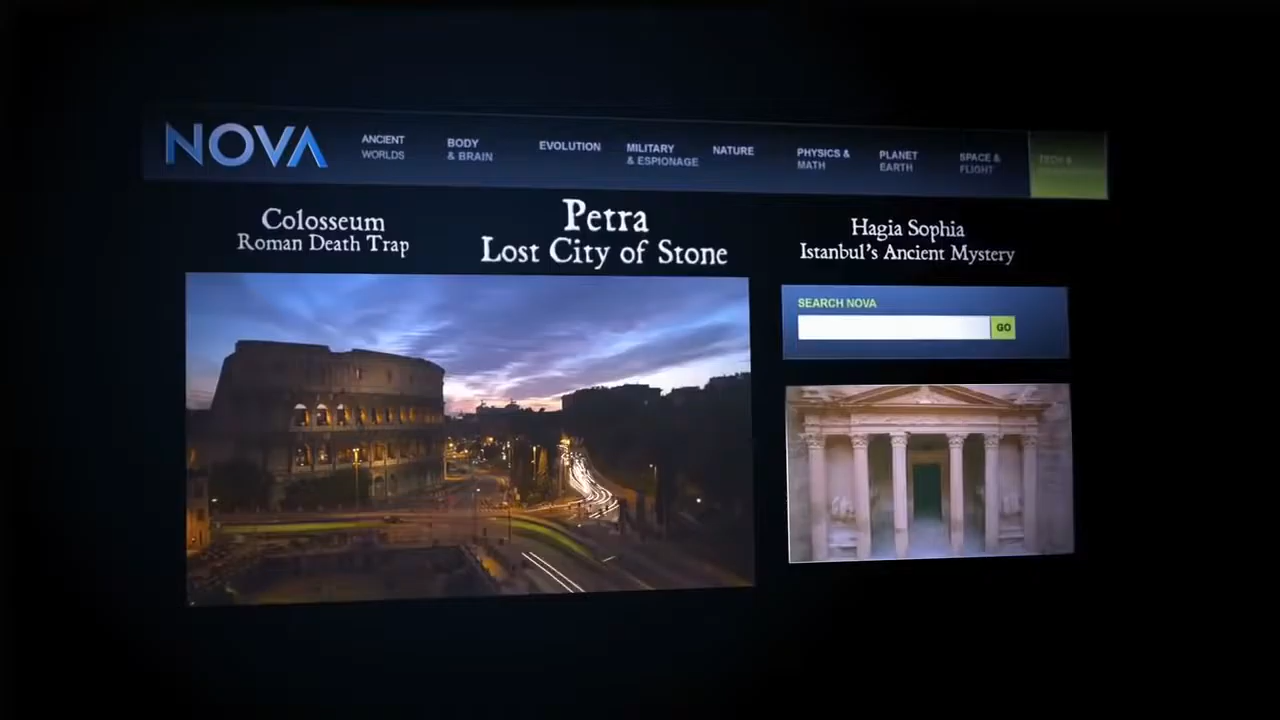 NOVA
ANCIENT
WORLDS
BODY
& BRAIN
EVOLUTION
MILITARY
& ESPIONAGE
NATURE
PHYSICS &
MATH
PLANET
EARTH
SPACE &
FLIGHT
TECH &
Colosseum
Roman Death Trap
Petra
Lost City of Stone
Hagia Sophia
Istanbul's Ancient Mystery
SEARCH NOVA
GO